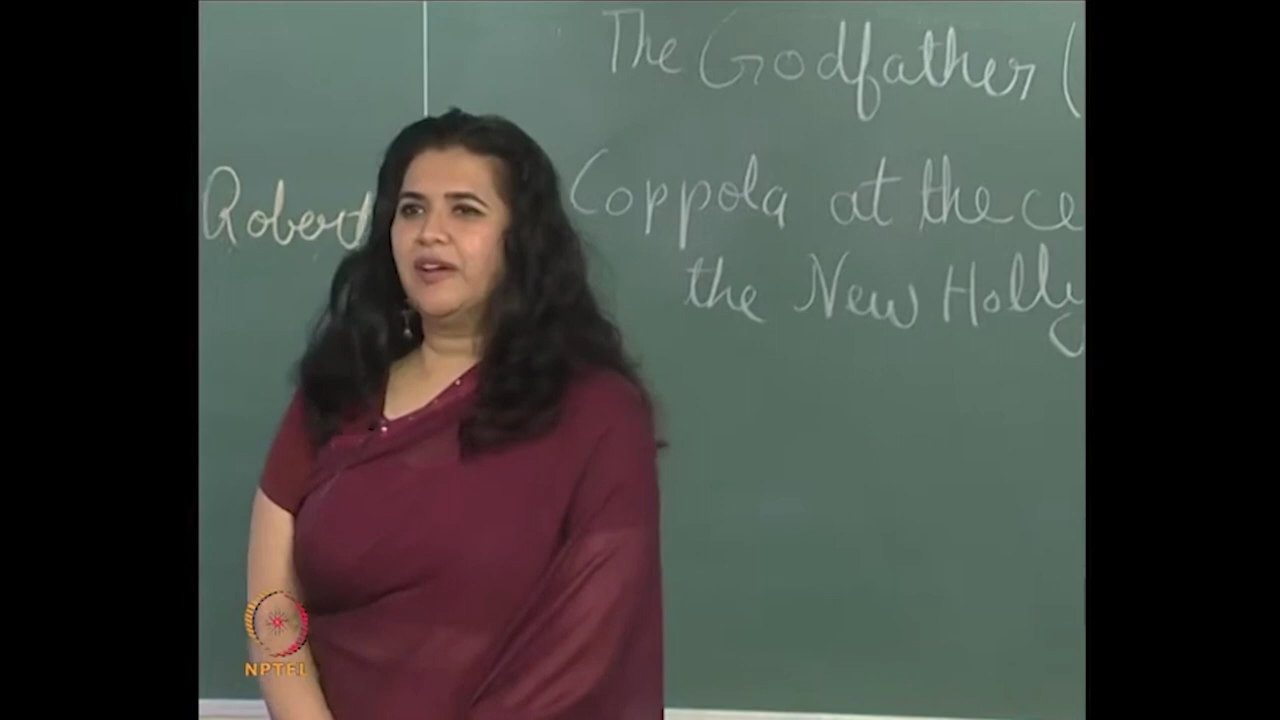 The Godfather (
Robert
Coppola at the ce
the New Holly
NPTEL